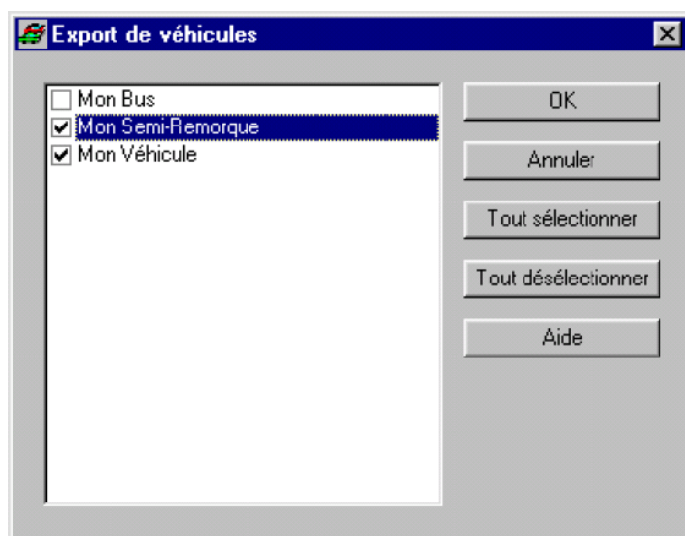 Export de véhicules
Mon Bus
Mon Semi-Remorque
Mon Véhicule
OK
Annuler
Tout sélectionner
Tout désélectionner
Aide